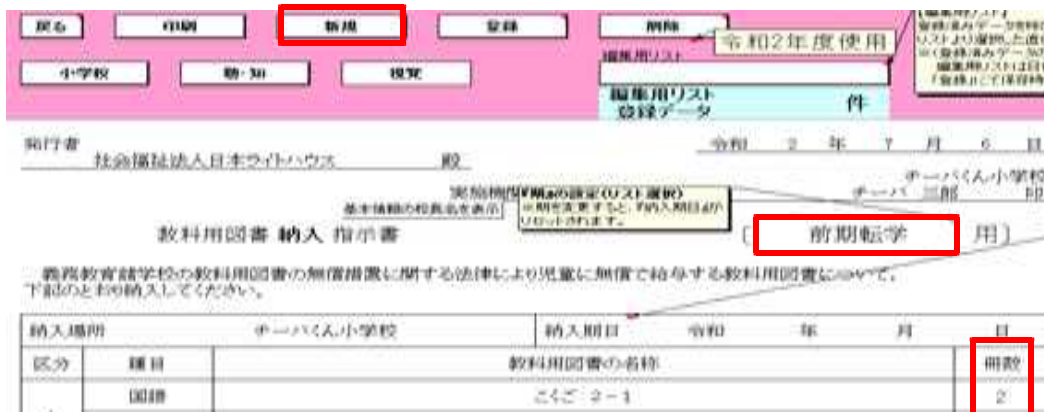 戻る 印刷 新規 登録 削除
令和2年度使用
編集用リスト
小学校 聴・知 視覚
編集用リスト
登録データ 件
発行者 令和 2 年 7 月 6 日
社会福祉法人日本ライトハウス 殿
チーバくん小学校
チーバ 三郎 印
実施機関
基本情報の校長名を表示
教科用図書 納入 指示書 [ 前期転学 用]
義務教育諸学校の教科用図書の無償措置に関する法律により児童に無償で給与する教科用図書について、
下記のとおり納入してください。
納入場所 チーバくん小学校 納入期日 令和 年 月 日
区分 種目 教科用図書の名称 冊数
国語 こくご 2-1 2